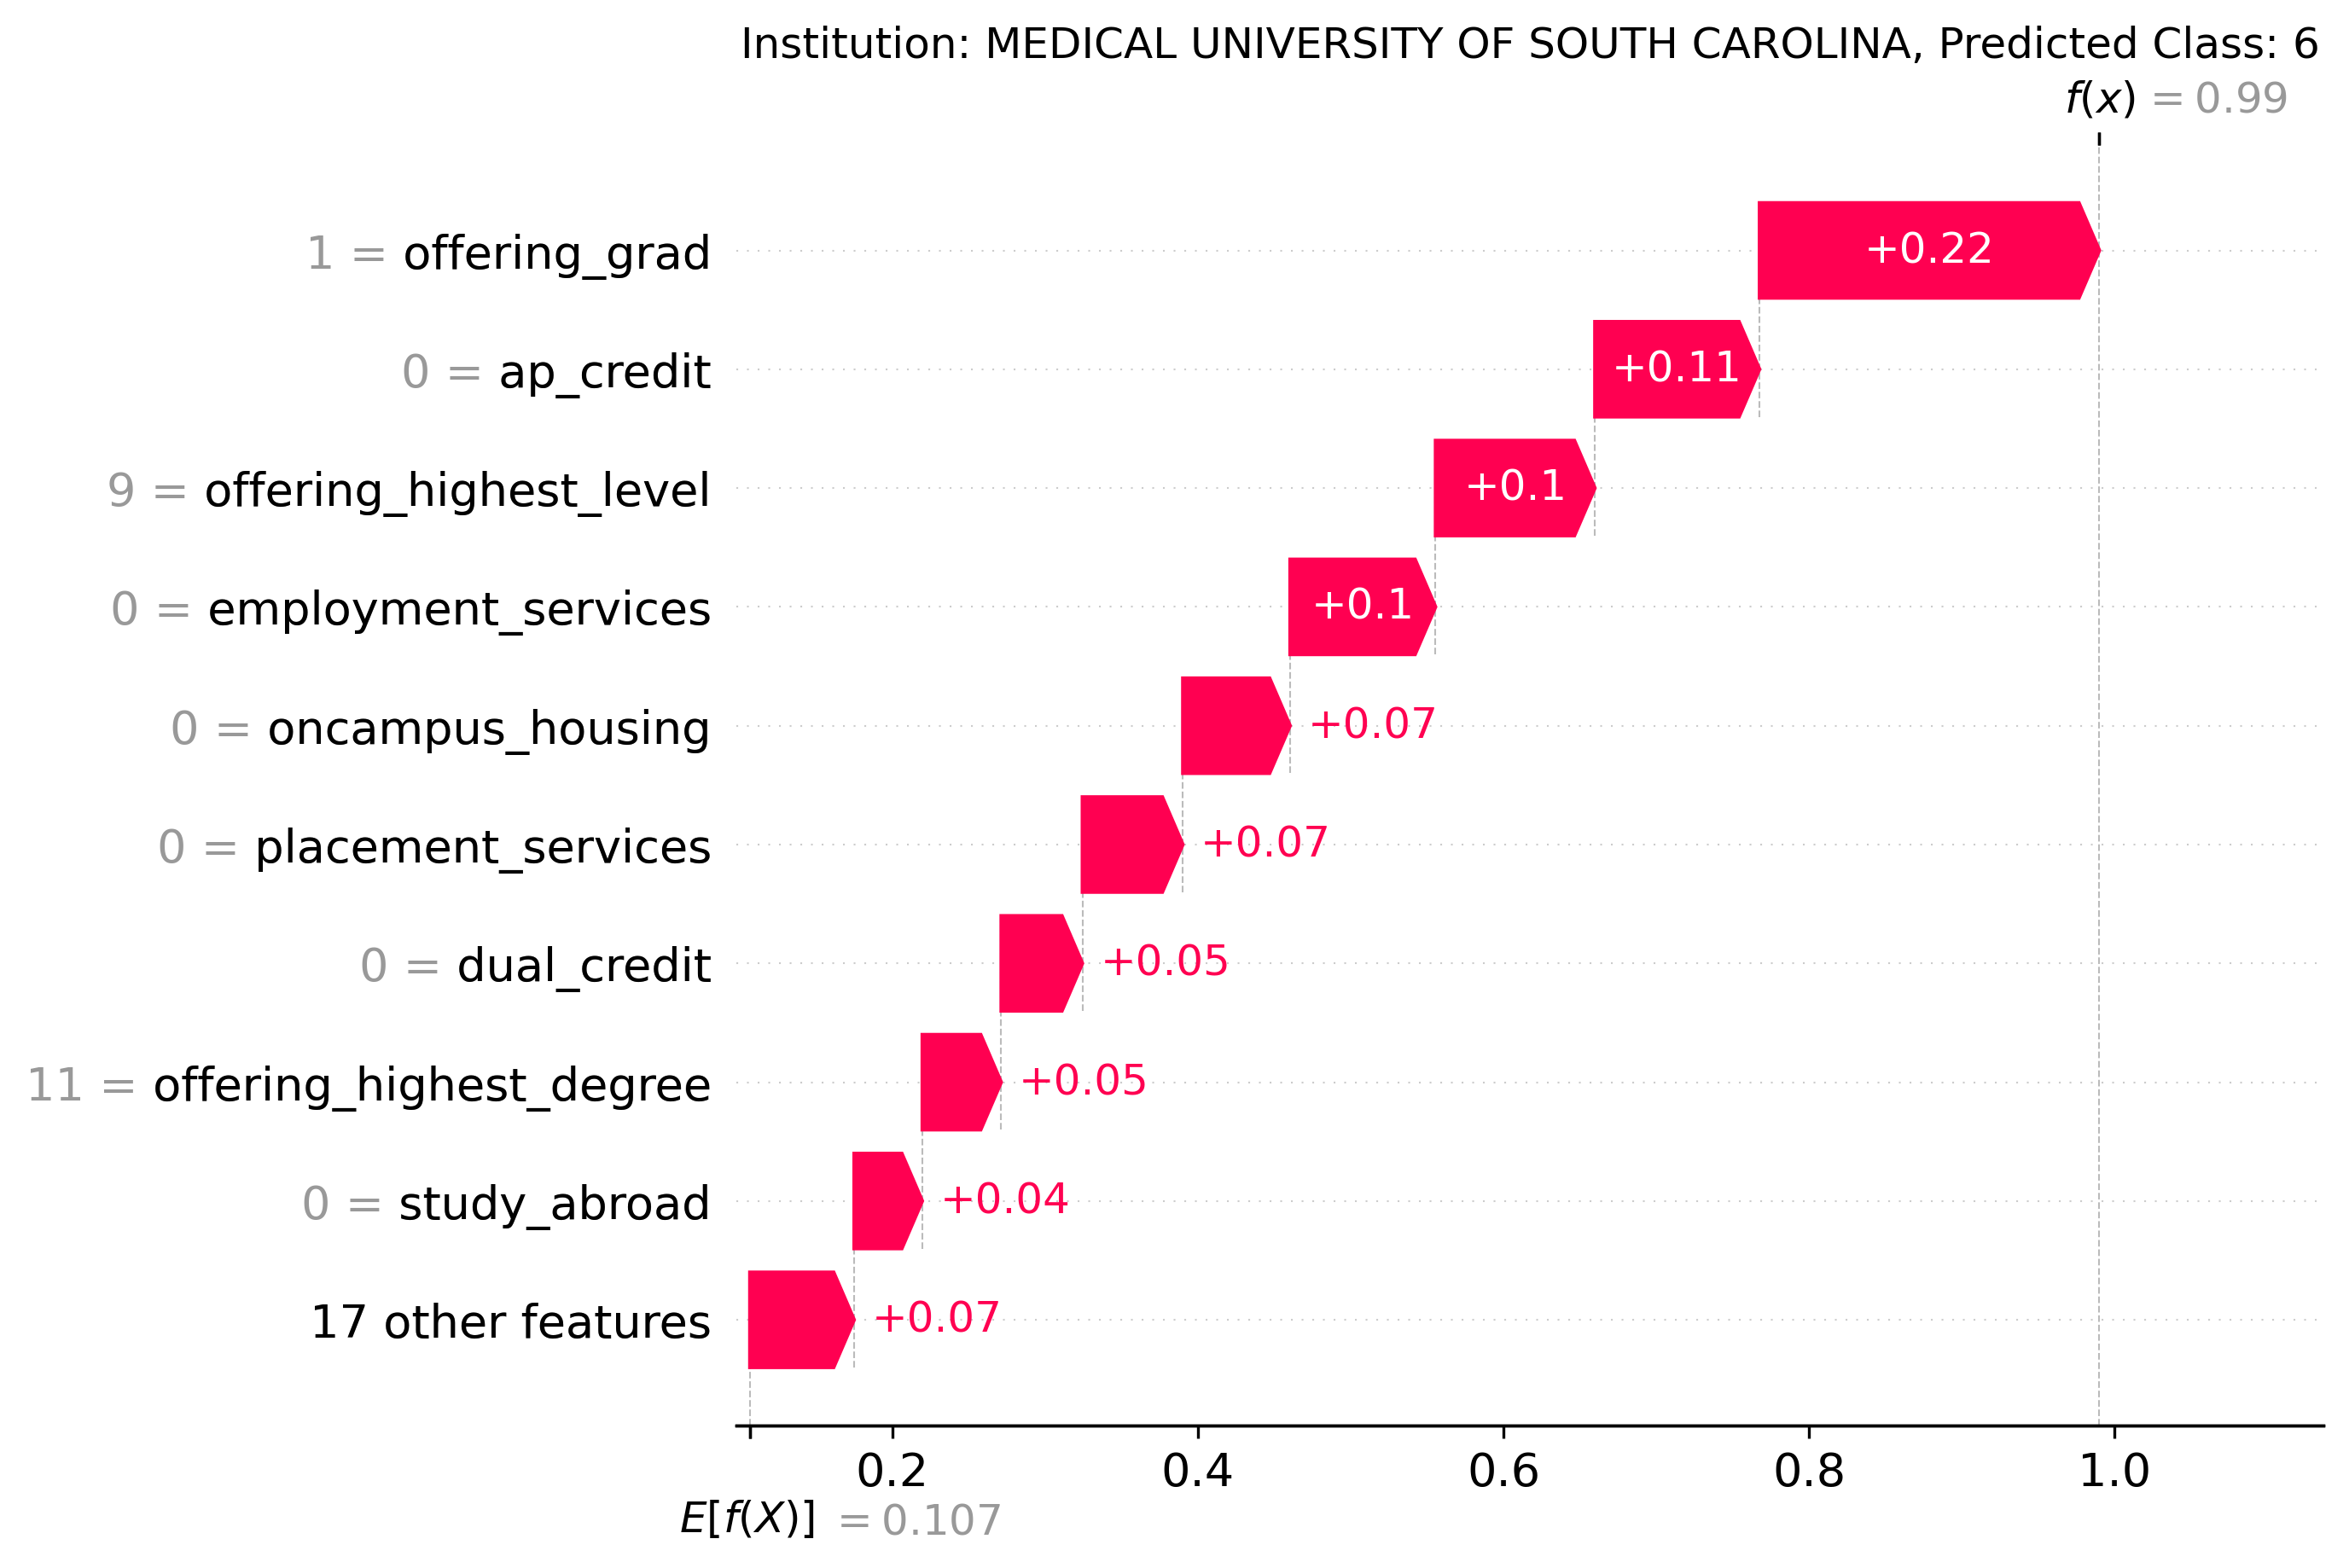 Institution: MEDICAL UNIVERSITY OF SOUTH CAROLINA, Predicted Class: 6
f(x) = 0.99
1 = offering_grad +0.22
0 = ap_credit +0.11
9 = offering_highest_level +0.1
0 = employment_services +0.1
0 = oncampus_housing +0.07
0 = placement_services +0.07
0 = dual_credit +0.05
11 = offering_highest_degree +0.05
0 = study_abroad +0.04
17 other features +0.07
0.2 0.4 0.6 0.8 1.0
E[f(X)] = 0.107